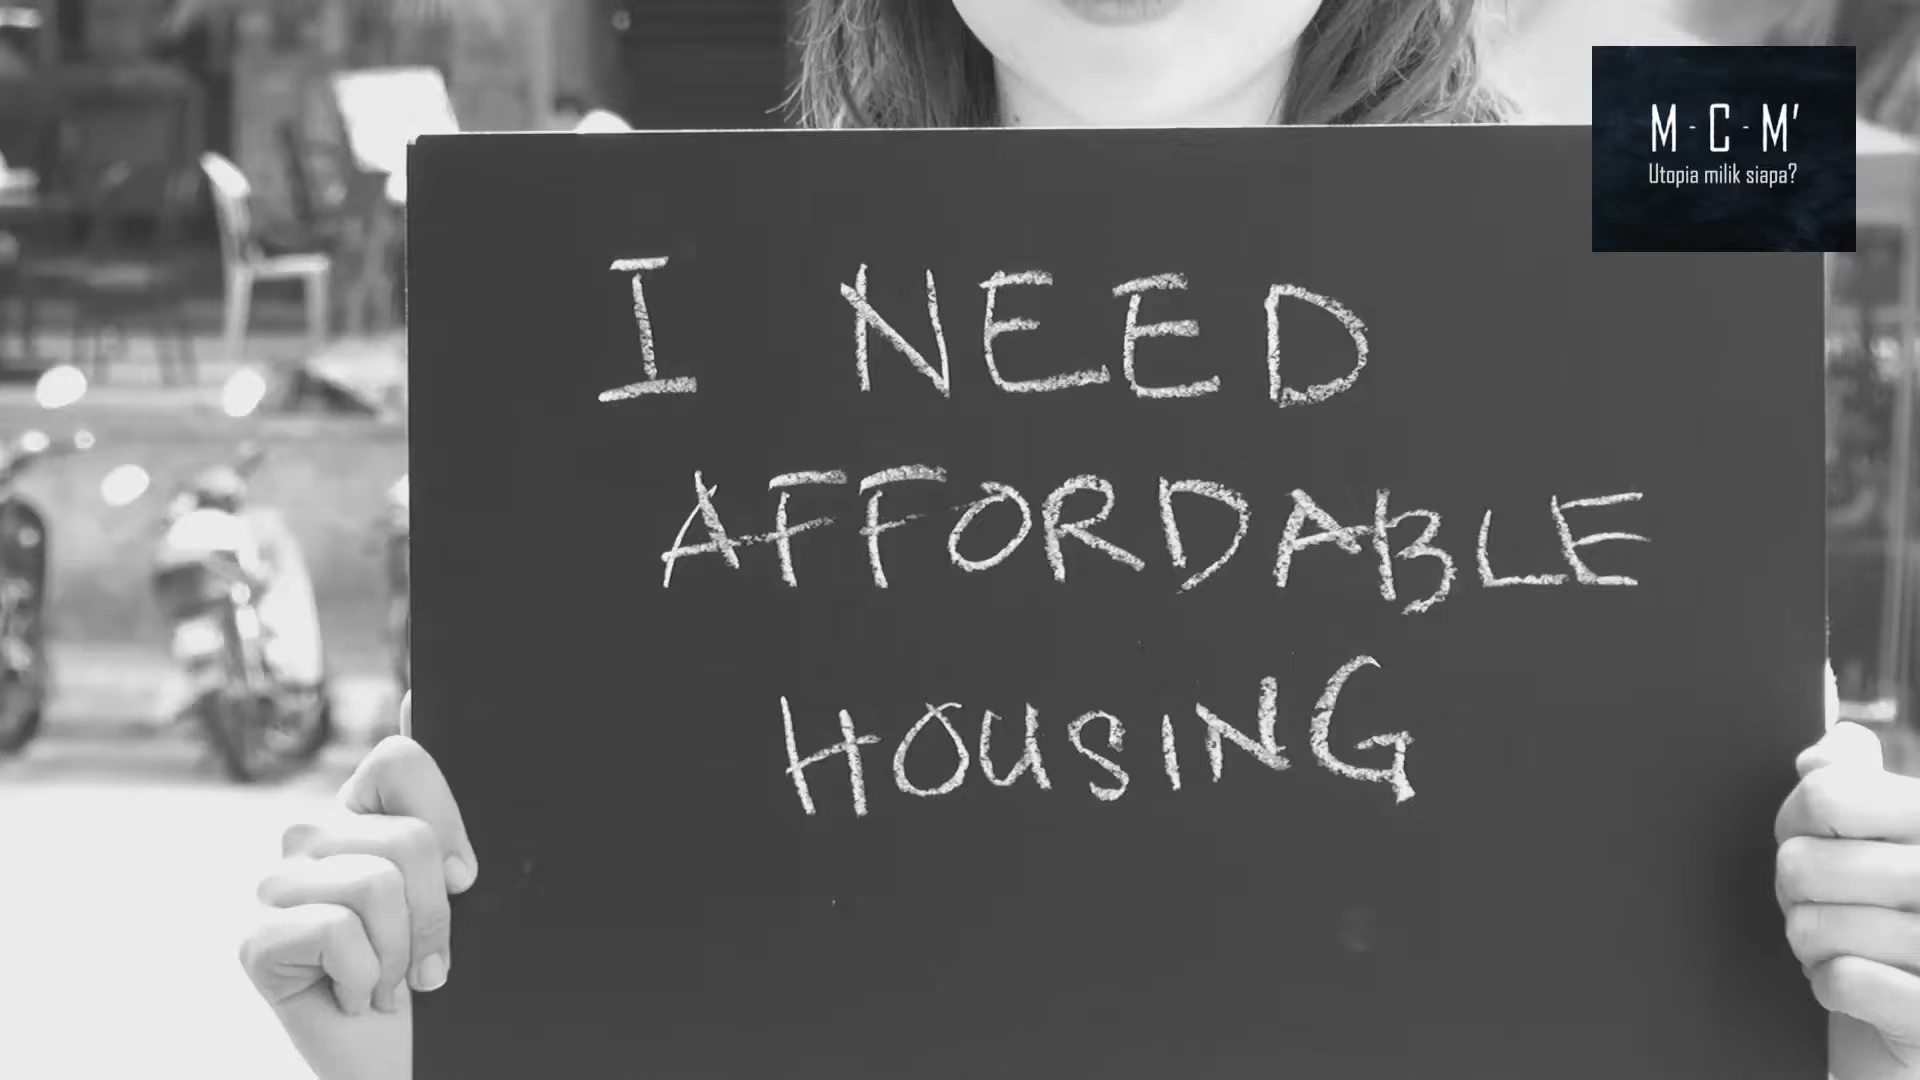 M - C - M'
Utopia milik siapa?
I NEED
AFFORDABLE
HOUSING